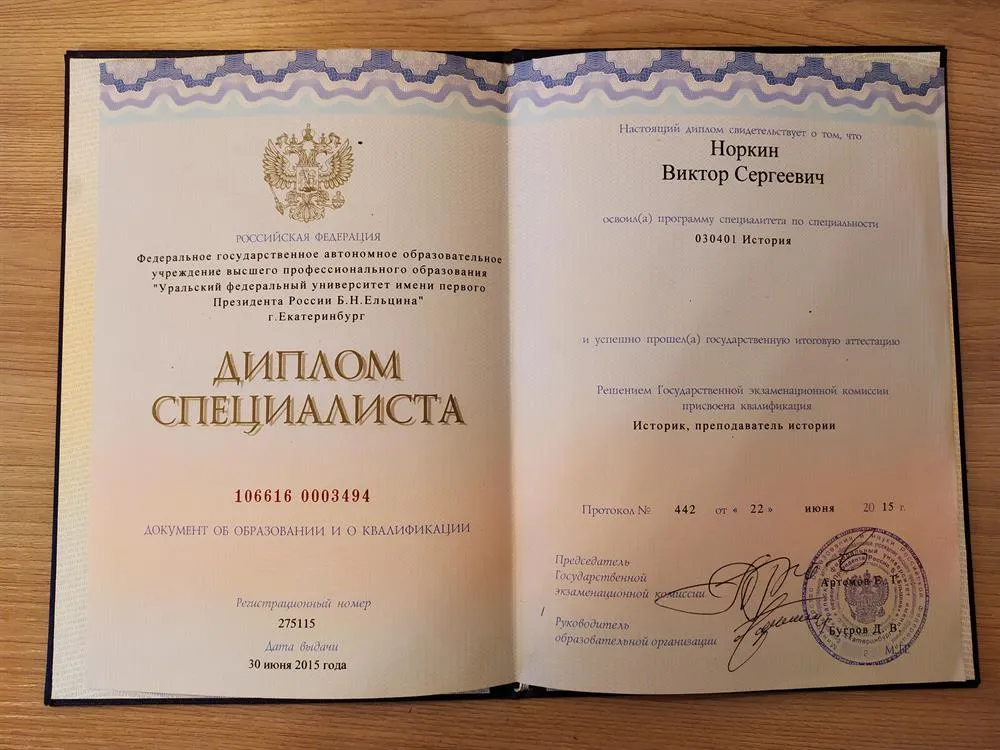 РОССИЙСКАЯ ФЕДЕРАЦИЯ
Федеральное государственное автономное образовательное
учреждение высшего профессионального образования
"Уральский федеральный университет имени первого
Президента России Б.Н.Ельцина"
г.Екатеринбург
ДИПЛОМ
СПЕЦИАЛИСТА
106616 0003494
ДОКУМЕНТ ОБ ОБРАЗОВАНИИ И О КВАЛИФИКАЦИИ
Регистрационный номер
275115
Дата выдачи
30 июня 2015 года
Настоящий диплом свидетельствует о том, что
Норкин
Виктор Сергеевич
освоил(а) программу специалитета по специальности
030401 История
и успешно прошел(а) государственную итоговую аттестацию
Решением Государственной экзаменационной комиссии
присвоена квалификация
Историк, преподаватель истории
Протокол № 442 от « 22 » июня 20 15 г.
Председатель
Государственной
экзаменационной комиссии
Артемов Е. Т.
/
Руководитель
образовательной организации
Бугров Д. В.
М.П.